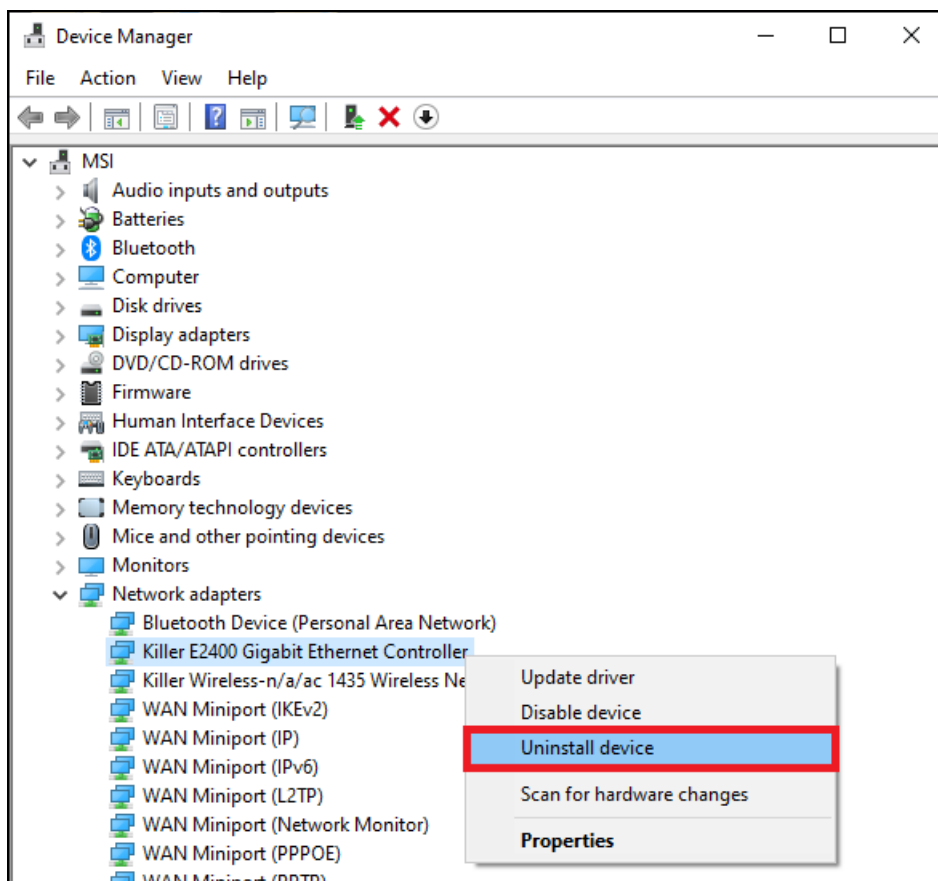 Device Manager
File Action View Help
MSI
Audio inputs and outputs
Batteries
Bluetooth
Computer
Disk drives
Display adapters
DVD/CD-ROM drives
Firmware
Human Interface Devices
IDE ATA/ATAPI controllers
Keyboards
Memory technology devices
Mice and other pointing devices
Monitors
Network adapters
Bluetooth Device (Personal Area Network)
Killer E2400 Gigabit Ethernet Controller
Killer Wireless-n/a/ac 1435 Wireless Ne
WAN Miniport (IKEv2)
WAN Miniport (IP)
WAN Miniport (IPv6)
WAN Miniport (L2TP)
WAN Miniport (Network Monitor)
WAN Miniport (PPPOE)
WAN Miniport (PPTP)
Update driver
Disable device
Uninstall device
Scan for hardware changes
Properties